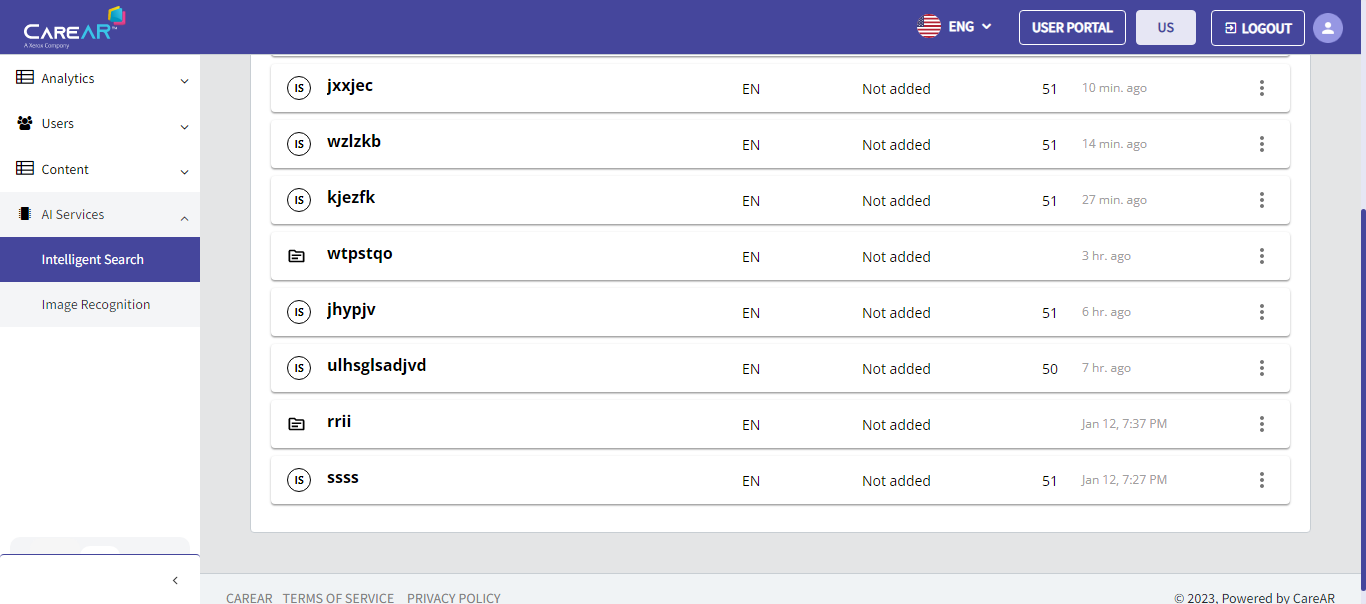 CAREAR™
A Xerox Company
ENG
USER PORTAL
US
LOGOUT
Analytics
Users
Content
AI Services
Intelligent Search
Image Recognition
IS jxxjec EN Not added 51 10 min. ago
IS wzlzkb EN Not added 51 14 min. ago
IS kjezfk EN Not added 51 27 min. ago
wtpstqo EN Not added 3 hr. ago
IS jhypjv EN Not added 51 6 hr. ago
IS ulhsglsadjvd EN Not added 50 7 hr. ago
rrii EN Not added Jan 12, 7:37 PM
IS ssss EN Not added 51 Jan 12, 7:27 PM
CAREAR TERMS OF SERVICE PRIVACY POLICY
© 2023, Powered by CareAR